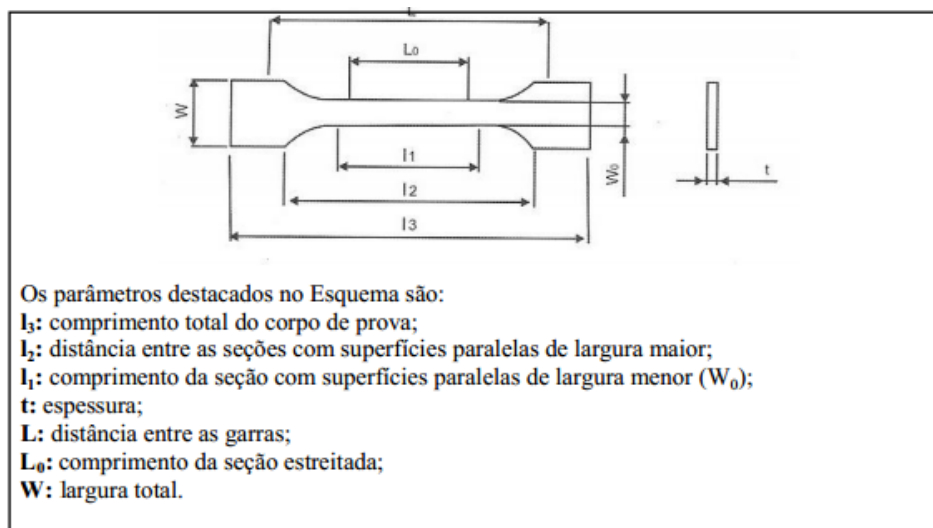 L₀
W
l1
W₀
t
l2
l3
Os parâmetros destacados no Esquema são:
l₃: comprimento total do corpo de prova;
l₂: distância entre as seções com superfícies paralelas de largura maior;
l₁: comprimento da seção com superfícies paralelas de largura menor (W₀);
t: espessura;
L: distância entre as garras;
L₀: comprimento da seção estreitada;
W: largura total.